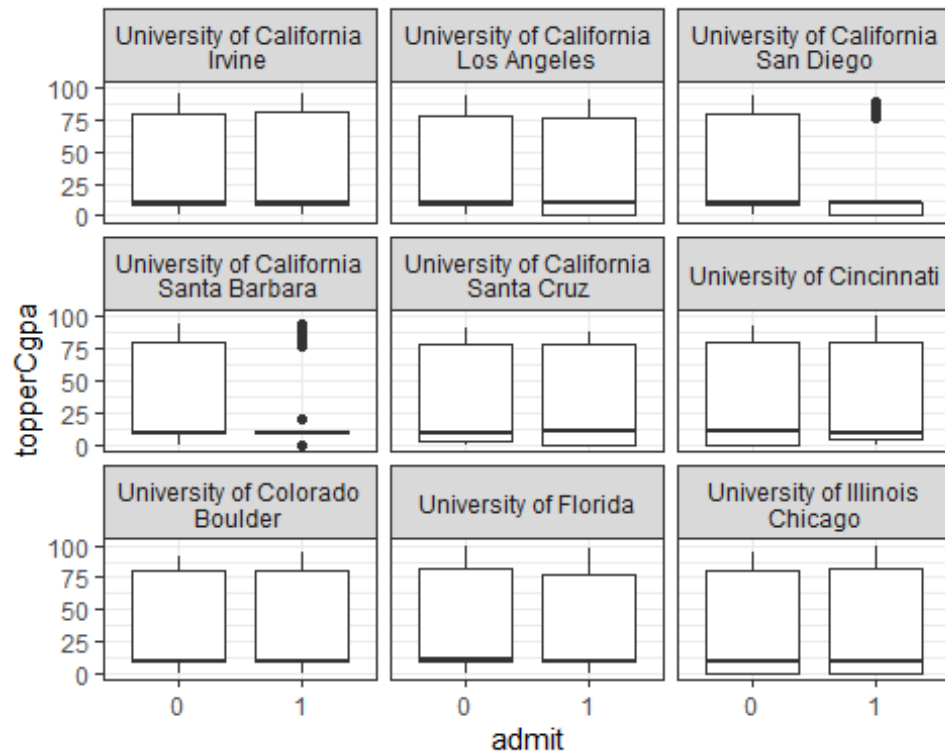 University of California
Irvine
University of California
Los Angeles
University of California
San Diego
100
75
50
25
0
University of California
Santa Barbara
University of California
Santa Cruz
University of Cincinnati
100
75
50
25
0
topperCgpa
University of Colorado
Boulder
University of Florida
University of Illinois
Chicago
100
75
50
25
0
0 1 0 1 0 1
admit